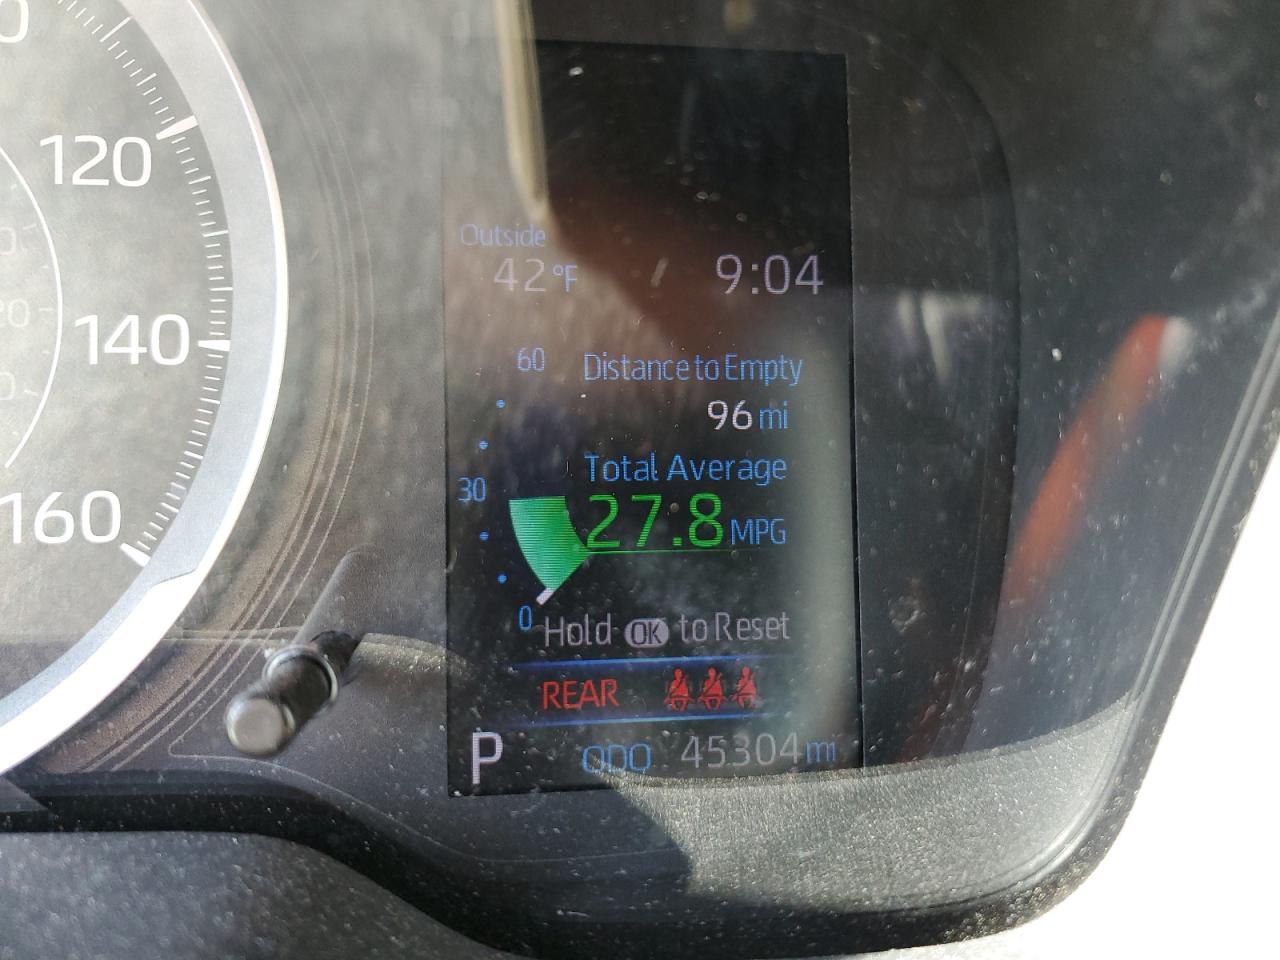 120
140
160
Outside
42°F 9:04
60 Distance to Empty
96 mi
Total Average
30
27.8 MPG
0
Hold OK to Reset
REAR
P ODO 45304 mi